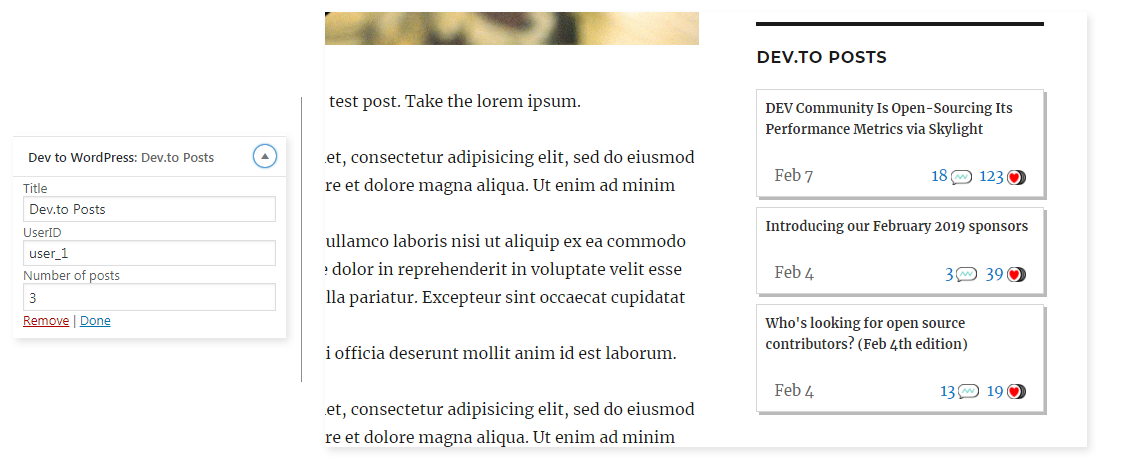 Dev to WordPress: Dev.to Posts
Title
Dev.to Posts
UserID
user_1
Number of posts
3
Remove | Done
test post. Take the lorem ipsum.
et, consectetur adipisicing elit, sed do eiusmod
re et dolore magna aliqua. Ut enim ad minim
ullamco laboris nisi ut aliquip ex ea commodo
dolor in reprehenderit in voluptate velit esse
lla pariatur. Excepteur sint occaecat cupidatat
i officia deserunt mollit anim id est laborum.
et, consectetur adipisicing elit, sed do eiusmod
re et dolore magna aliqua. Ut enim ad minim
DEV.TO POSTS
DEV Community Is Open-Sourcing Its
Performance Metrics via Skylight
Feb 7 18 123
Introducing our February 2019 sponsors
Feb 4 3 39
Who's looking for open source
contributors? (Feb 4th edition)
Feb 4 13 19